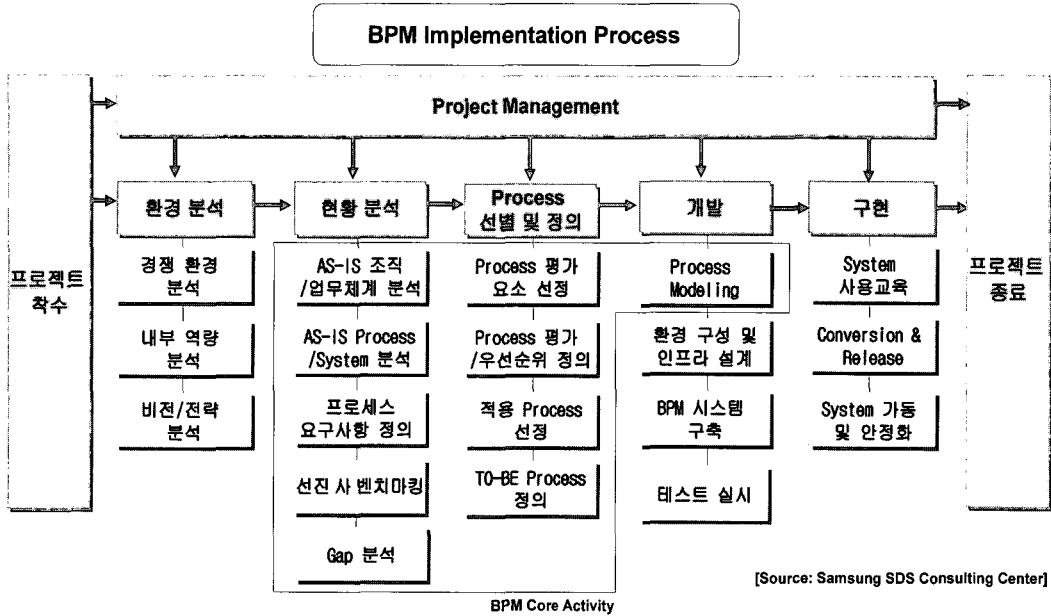 BPM Implementation Process
Project Management
프로젝트
착수
환경 분석
현황 분석
Process
선별 및 정의
개발
구현
프로젝트
종료
경쟁 환경
분석
내부 역량
분석
비전/전략
분석
AS-IS 조직
/업무체계 분석
AS-IS Process
/System 분석
프로세스
요구사항 정의
선진 사 벤치마킹
Gap 분석
Process 평가
요소 선정
Process 평가
/우선순위 정의
적용 Process
선정
TO-BE Process
정의
Process
Modeling
환경 구성 및
인프라 설계
BPM 시스템
구축
테스트 실시
System
사용교육
Conversion &
Release
System 가동
및 안정화
[Source: Samsung SDS Consulting Center]
BPM Core Activity